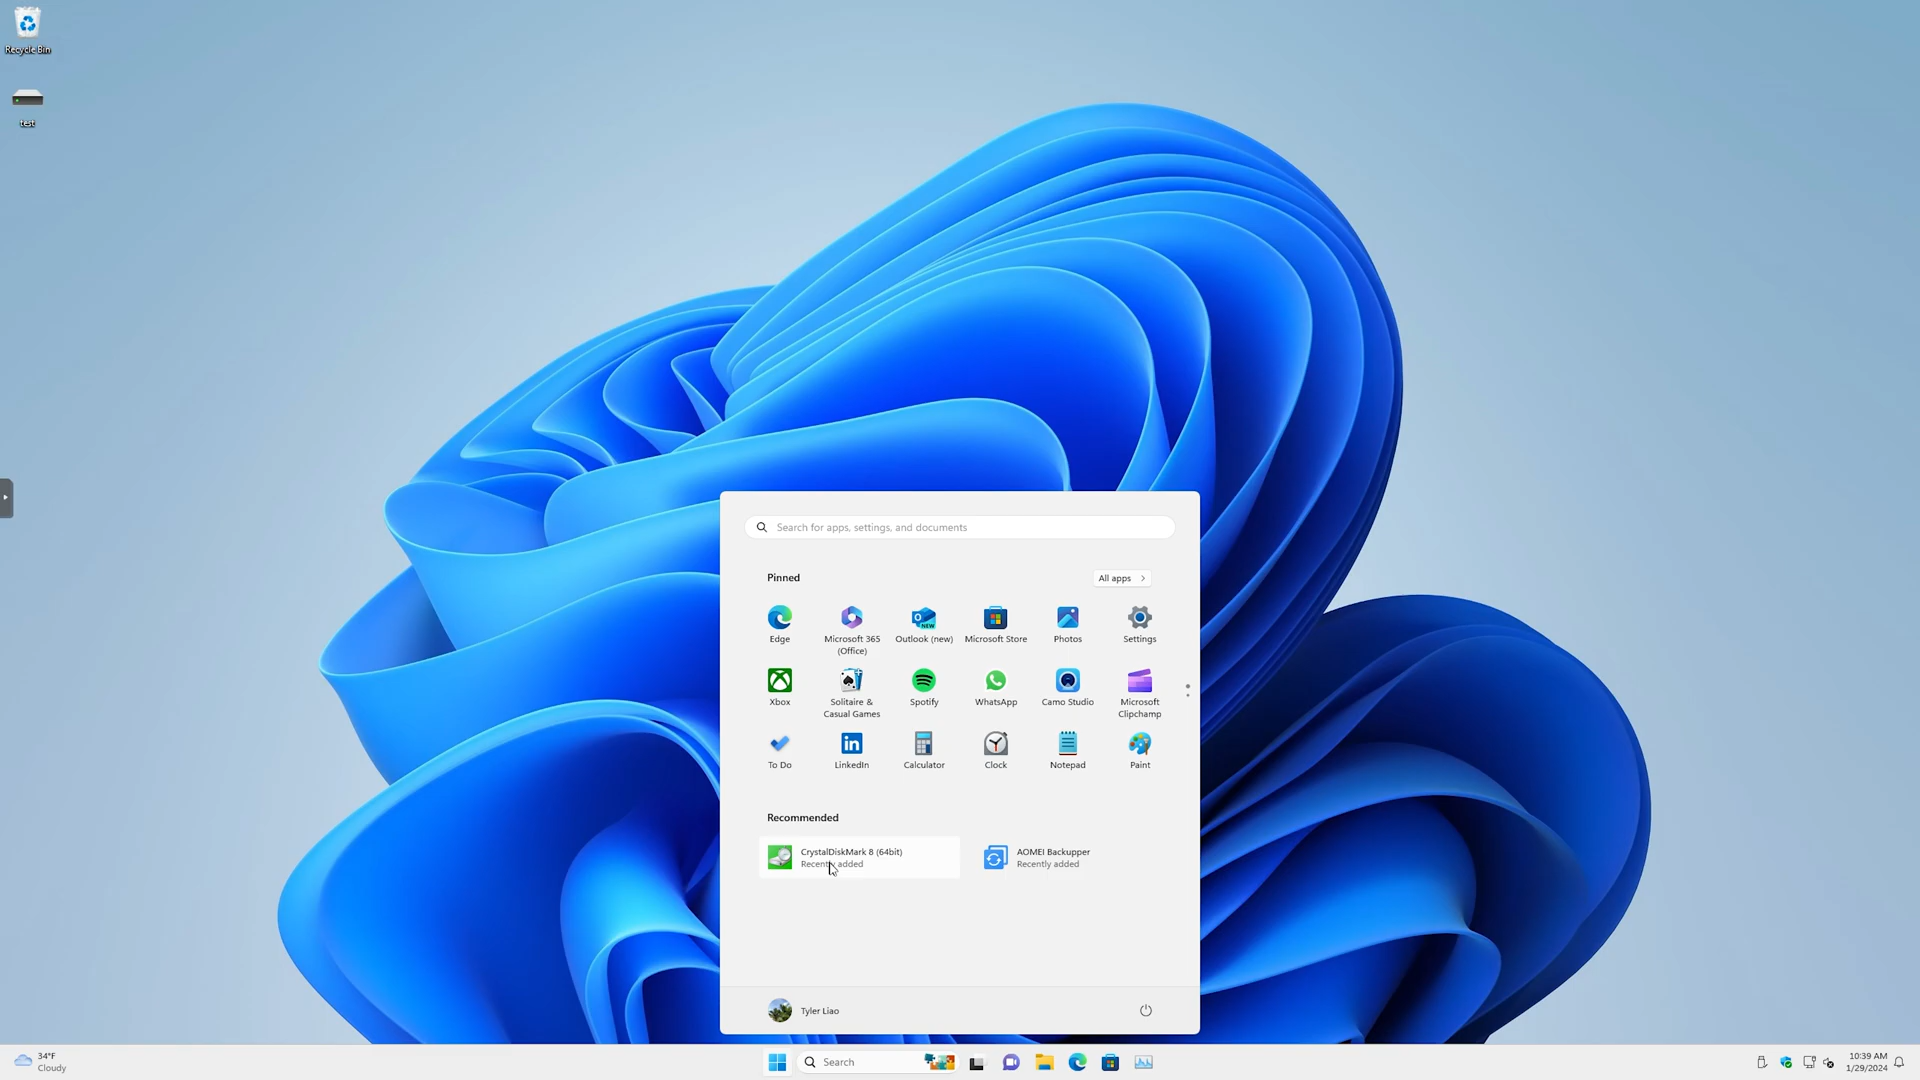 Recycle Bin
test
Search for apps, settings, and documents
Pinned
All apps
Edge
Microsoft 365
(Office)
Outlook (new)
Microsoft Store
Photos
Settings
Xbox
Solitaire &
Casual Games
Spotify
WhatsApp
Camo Studio
Microsoft
Clipchamp
To Do
LinkedIn
Calculator
Clock
Notepad
Paint
Recommended
CrystalDiskMark 8 (64bit)
Recently added
AOMEI Backupper
Recently added
Tyler Liao
34°F
Cloudy
Search
10:39 AM
1/29/2024